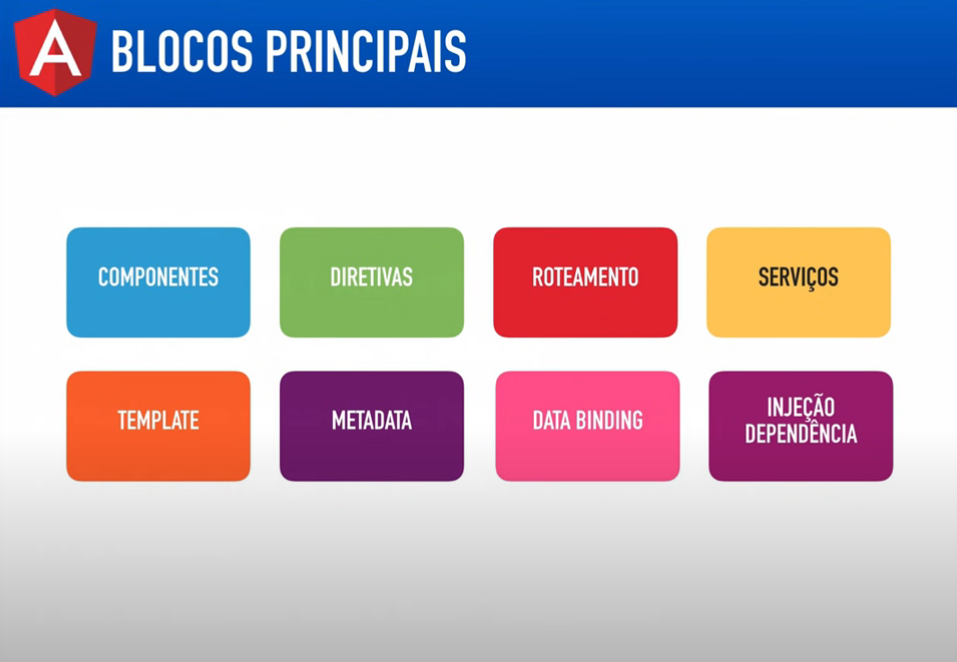 A BLOCOS PRINCIPAIS
COMPONENTES
DIRETIVAS
ROTEAMENTO
SERVIÇOS
TEMPLATE
METADATA
DATA BINDING
INJEÇÃO
DEPENDÊNCIA